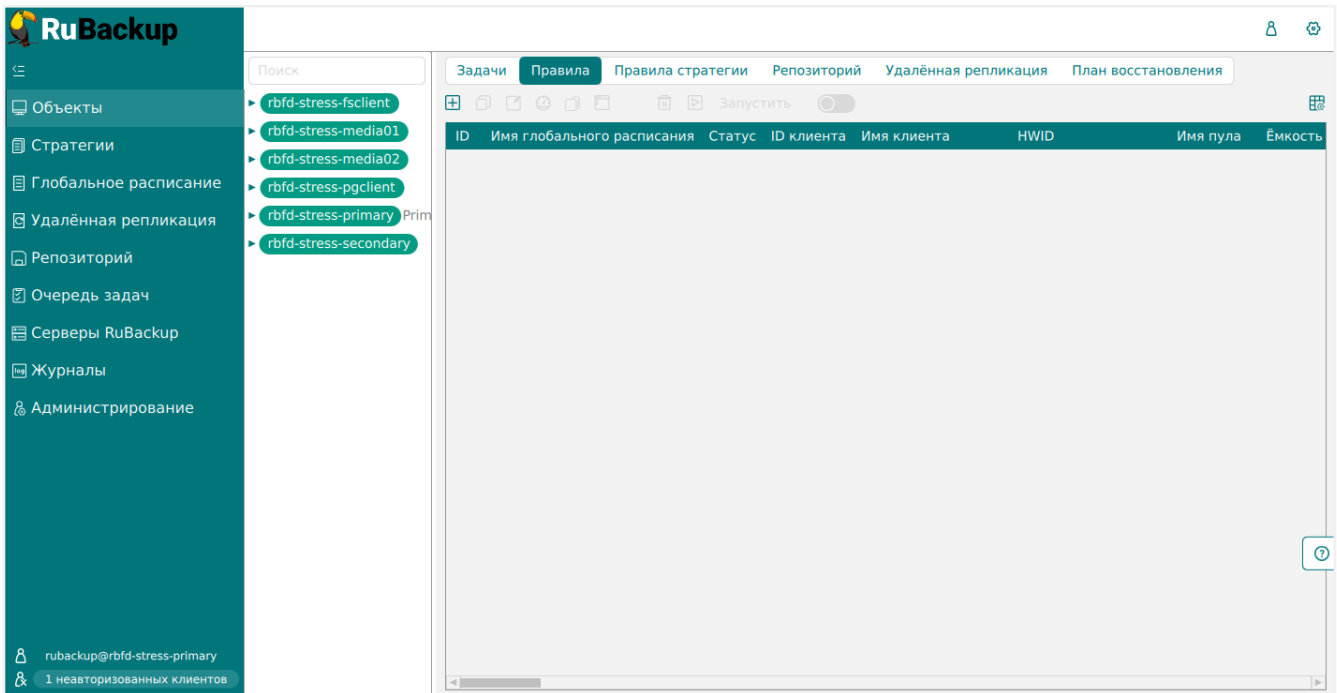 RuBackup
Объекты
Стратегии
Глобальное расписание
Удалённая репликация
Репозиторий
Очередь задач
Серверы RuBackup
log Журналы
Администрирование
rubackup@rbfd-stress-primary
1 неавторизованных клиентов
Поиск
rbfd-stress-fsclient
rbfd-stress-media01
rbfd-stress-media02
rbfd-stress-pgclient
rbfd-stress-primary Prim
rbfd-stress-secondary
Задачи Правила Правила стратегии Репозиторий Удалённая репликация План восстановления
Запустить
ID Имя глобального расписания Статус ID клиента Имя клиента HWID Имя пула Ёмкость